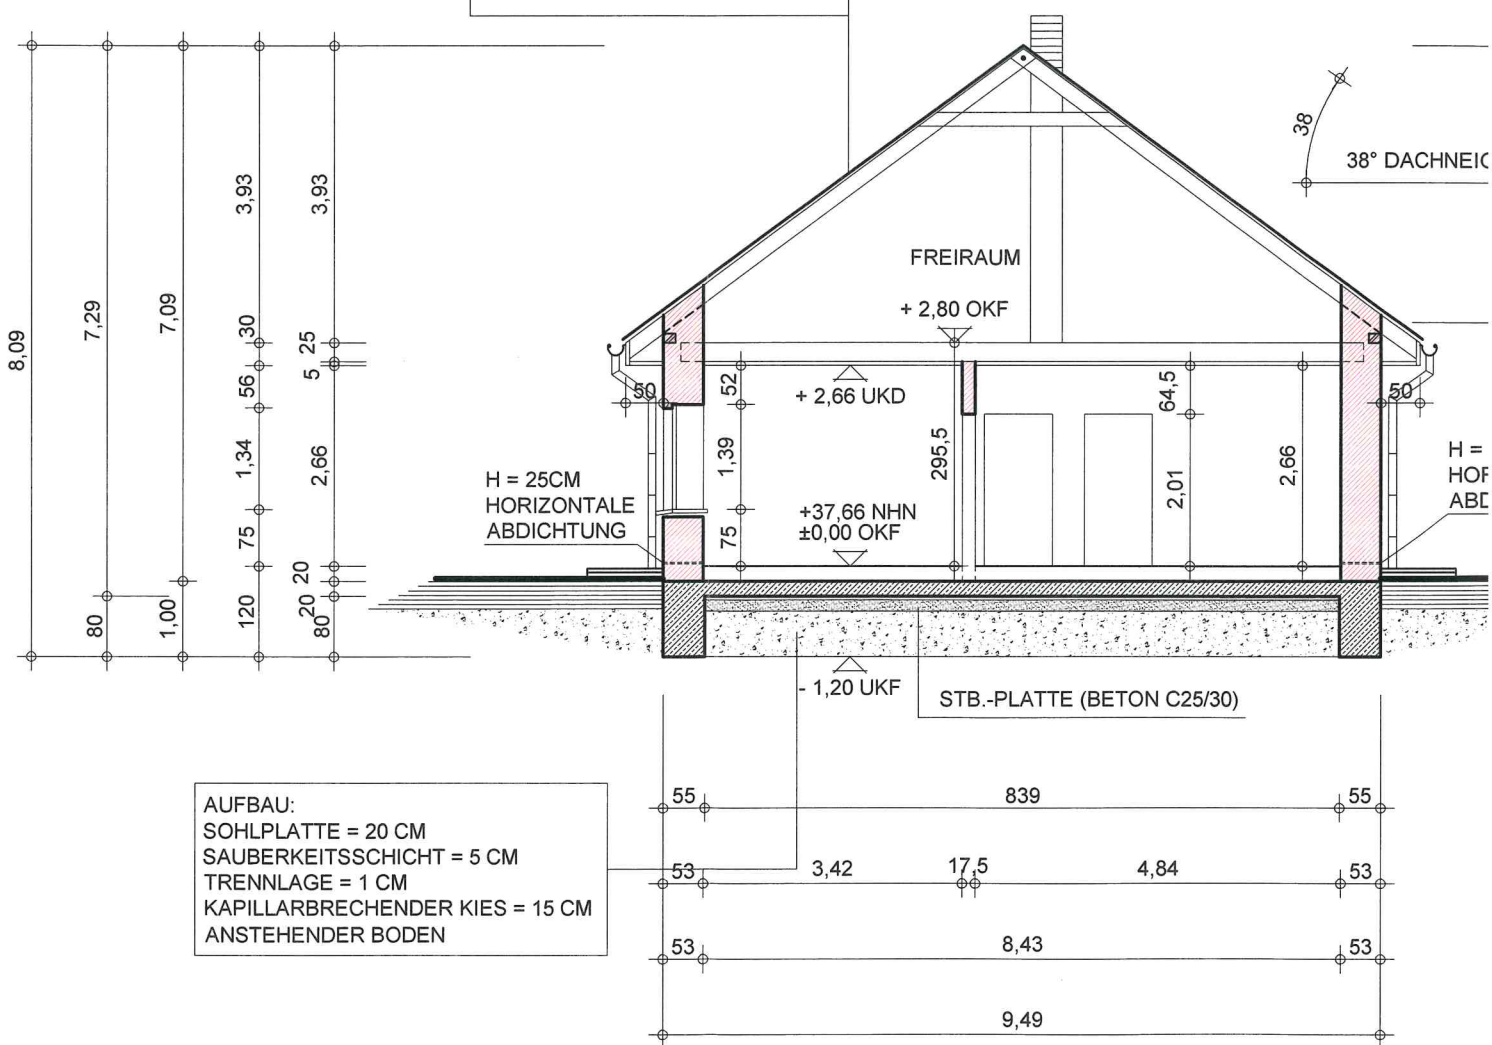 38
38° DACHNEIG
FREIRAUM
+ 2,80 OKF
+ 2,66 UKD
+37,66 NHN
±0,00 OKF
- 1,20 UKF
8,09
7,29
80
7,09
1,00
3,93
30
56
1,34
75
120
3,93
25
5
2,66
20
20
80
50
52
1,39
75
295,5
64,5
2,01
2,66
50
H = 25CM
HORIZONTALE
ABDICHTUNG
H =
STB.-PLATTE (BETON C25/30)
AUFBAU:
SOHLPLATTE = 20 CM
SAUBERKEITSSCHICHT = 5 CM
TRENNLAGE = 1 CM
KAPILLARBRECHENDER KIES = 15 CM
ANSTEHENDER BODEN
55 839 55
53 3,42 17,5 4,84 53
53 8,43 53
9,49